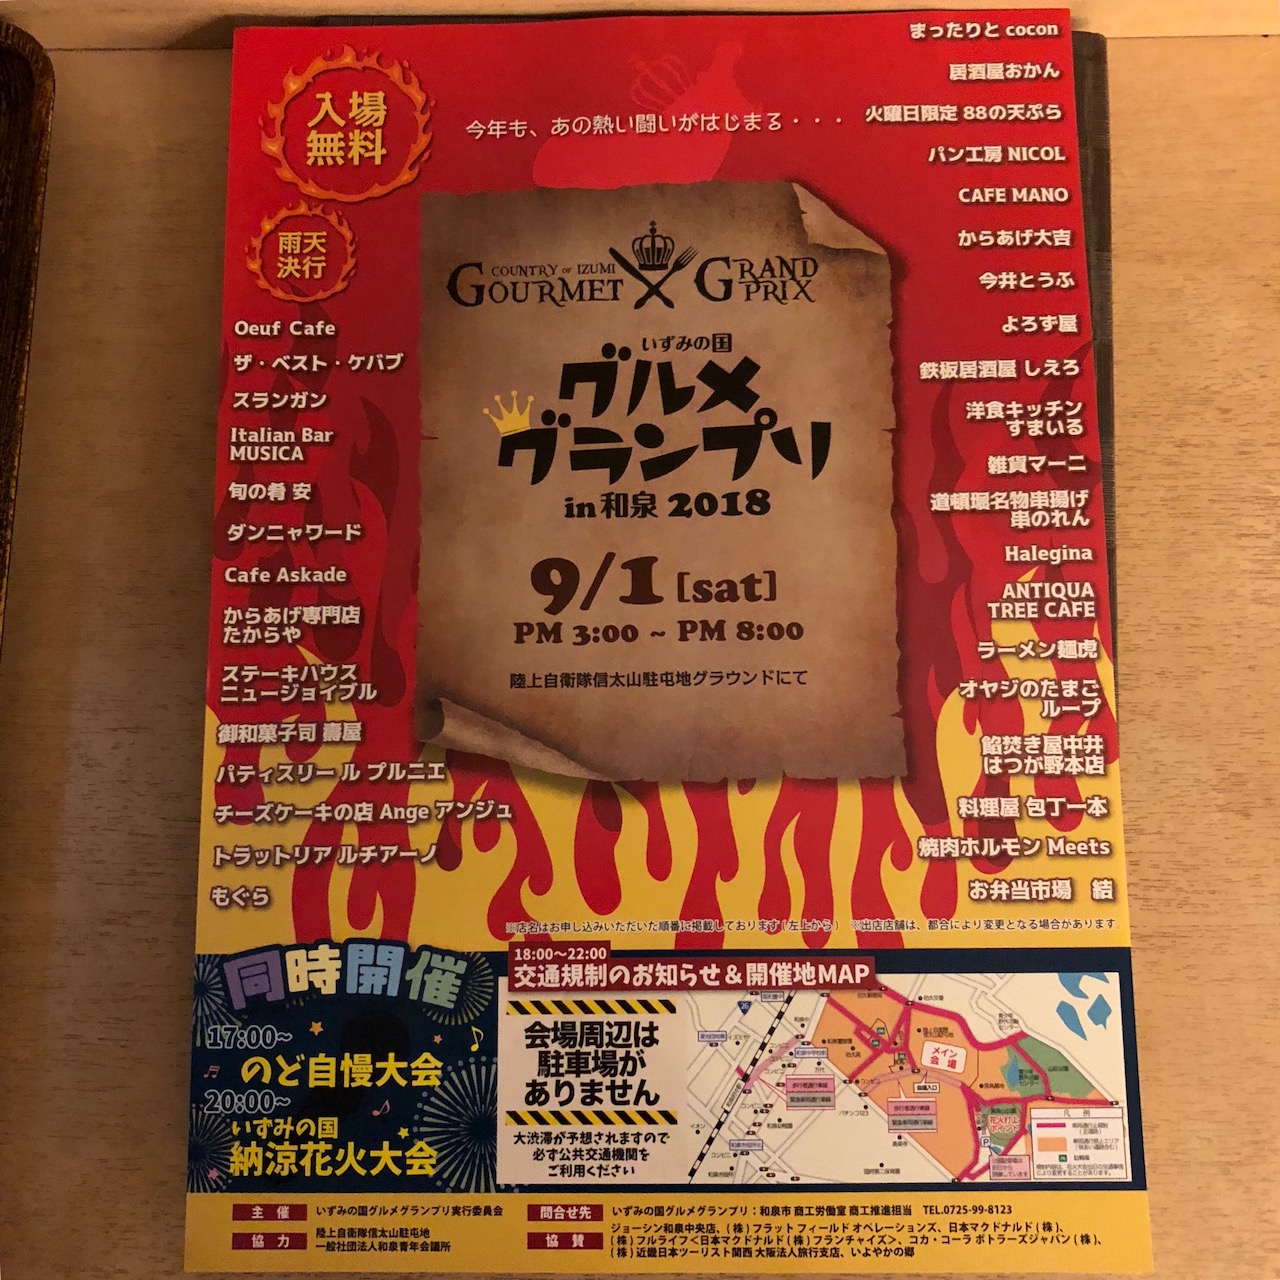 入場
無料
雨天
決行
今年も、あの熱い闘いがはじまる・・・
COUNTRY OF IZUMI
GOURMET GRAND PRIX
いずみの国
グルメ
グランプリ
in 和泉 2018
9/1 [sat]
PM 3:00 ~ PM 8:00
陸上自衛隊信太山駐屯地グラウンドにて
Oeuf Cafe
ザ・ベスト・ケバブ
スランガン
Italian Bar
MUSICA
旬の肴 安
ダンニャワード
Cafe Askade
からあげ専門店
たからや
ステーキハウス
ニュージョイブル
御和菓子司 壽屋
パティスリー ル プルニエ
チーズケーキの店 Ange アンジュ
トラットリア ルチアーノ
もぐら
まったりと cocon
居酒屋おかん
火曜日限定 88の天ぷら
パン工房 NICOL
CAFE MANO
からあげ大吉
今井とうふ
よろず屋
鉄板居酒屋 しえろ
洋食キッチン
すまいる
雑貨マーニ
道頓堀名物串揚げ
串のれん
Halegina
ANTIQUA
TREE CAFE
ラーメン麺虎
オヤジのたまご
ループ
餡焚き屋中井
はつが野本店
料理屋 包丁一本
焼肉ホルモン Meets
お弁当市場 結
※店名はお申し込みいただいた順番に掲載しております(左上から) ※出店店舗は、都合により変更となる場合があります
同時開催
17:00~
のど自慢大会
20:00~
いずみの国
納涼花火大会
18:00~22:00
交通規制のお知らせ&開催地MAP
会場周辺は
駐車場が
ありません
大渋滞が予想されますので
必ず公共交通機関を
ご利用ください
メイン
会場
凡例
主催 いずみの国グルメグランプリ実行委員会
協力 陸上自衛隊信太山駐屯地
一般社団法人和泉青年会議所
問合せ先 いずみの国グルメグランプリ:和泉市 商工労働室 商工推進担当 TEL.0725-99-8123
協賛 ジョーシン和泉中央店、(株)フラットフィールドオペレーションズ、日本マクドナルド(株)、
(株)フルライフ<日本マクドナルド(株)フランチャイズ>、コカ・コーラ ボトラーズジャパン(株)、
(株)近畿日本ツーリスト関西 大阪法人旅行支店、いよやかの郷